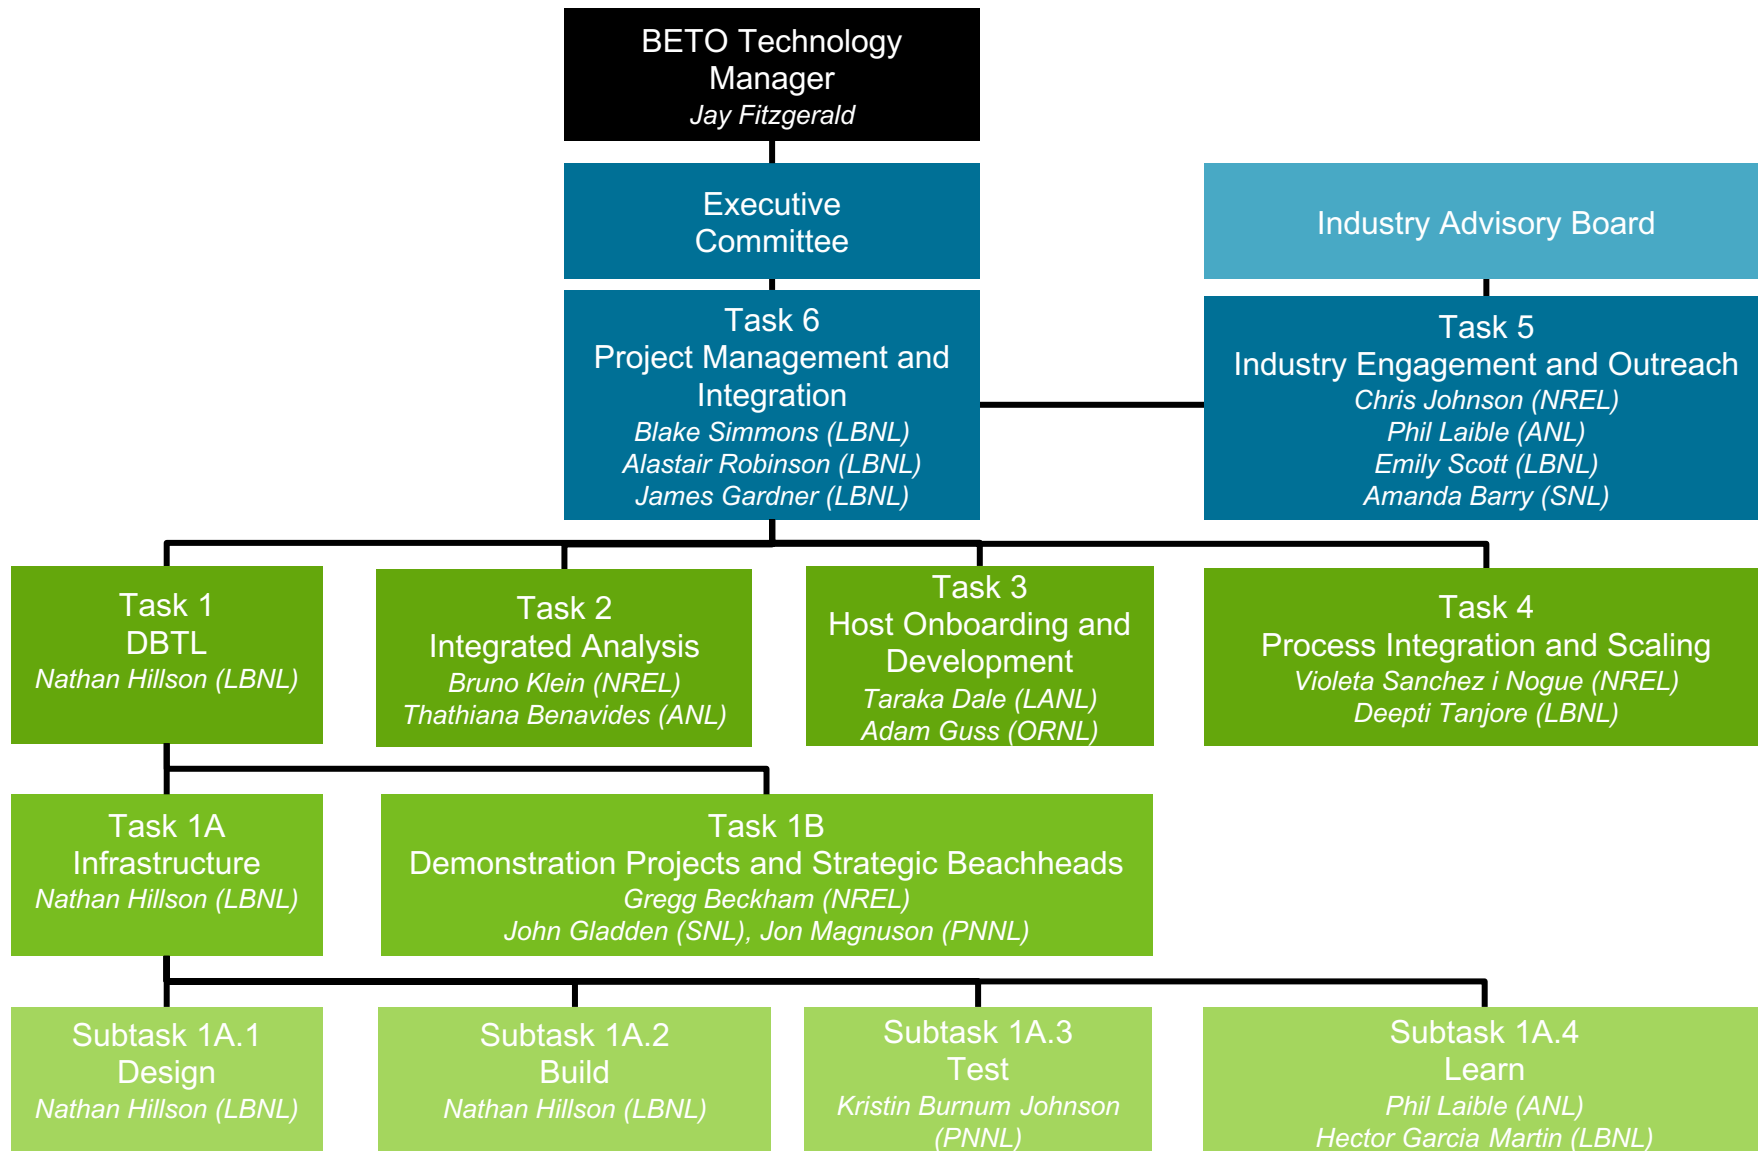 BETO Technology
Manager
Jay Fitzgerald
Executive
Committee
Industry Advisory Board
Task 6
Project Management and
Integration
Blake Simmons (LBNL)
Alastair Robinson (LBNL)
James Gardner (LBNL)
Task 5
Industry Engagement and Outreach
Chris Johnson (NREL)
Phil Laible (ANL)
Emily Scott (LBNL)
Amanda Barry (SNL)
Task 1
DBTL
Nathan Hillson (LBNL)
Task 2
Integrated Analysis
Bruno Klein (NREL)
Thathiana Benavides (ANL)
Task 3
Host Onboarding and
Development
Taraka Dale (LANL)
Adam Guss (ORNL)
Task 4
Process Integration and Scaling
Violeta Sanchez i Nogue (NREL)
Deepti Tanjore (LBNL)
Task 1A
Infrastructure
Nathan Hillson (LBNL)
Task 1B
Demonstration Projects and Strategic Beachheads
Gregg Beckham (NREL)
John Gladden (SNL), Jon Magnuson (PNNL)
Subtask 1A.1
Design
Nathan Hillson (LBNL)
Subtask 1A.2
Build
Nathan Hillson (LBNL)
Subtask 1A.3
Test
Kristin Burnum Johnson
(PNNL)
Subtask 1A.4
Learn
Phil Laible (ANL)
Hector Garcia Martin (LBNL)